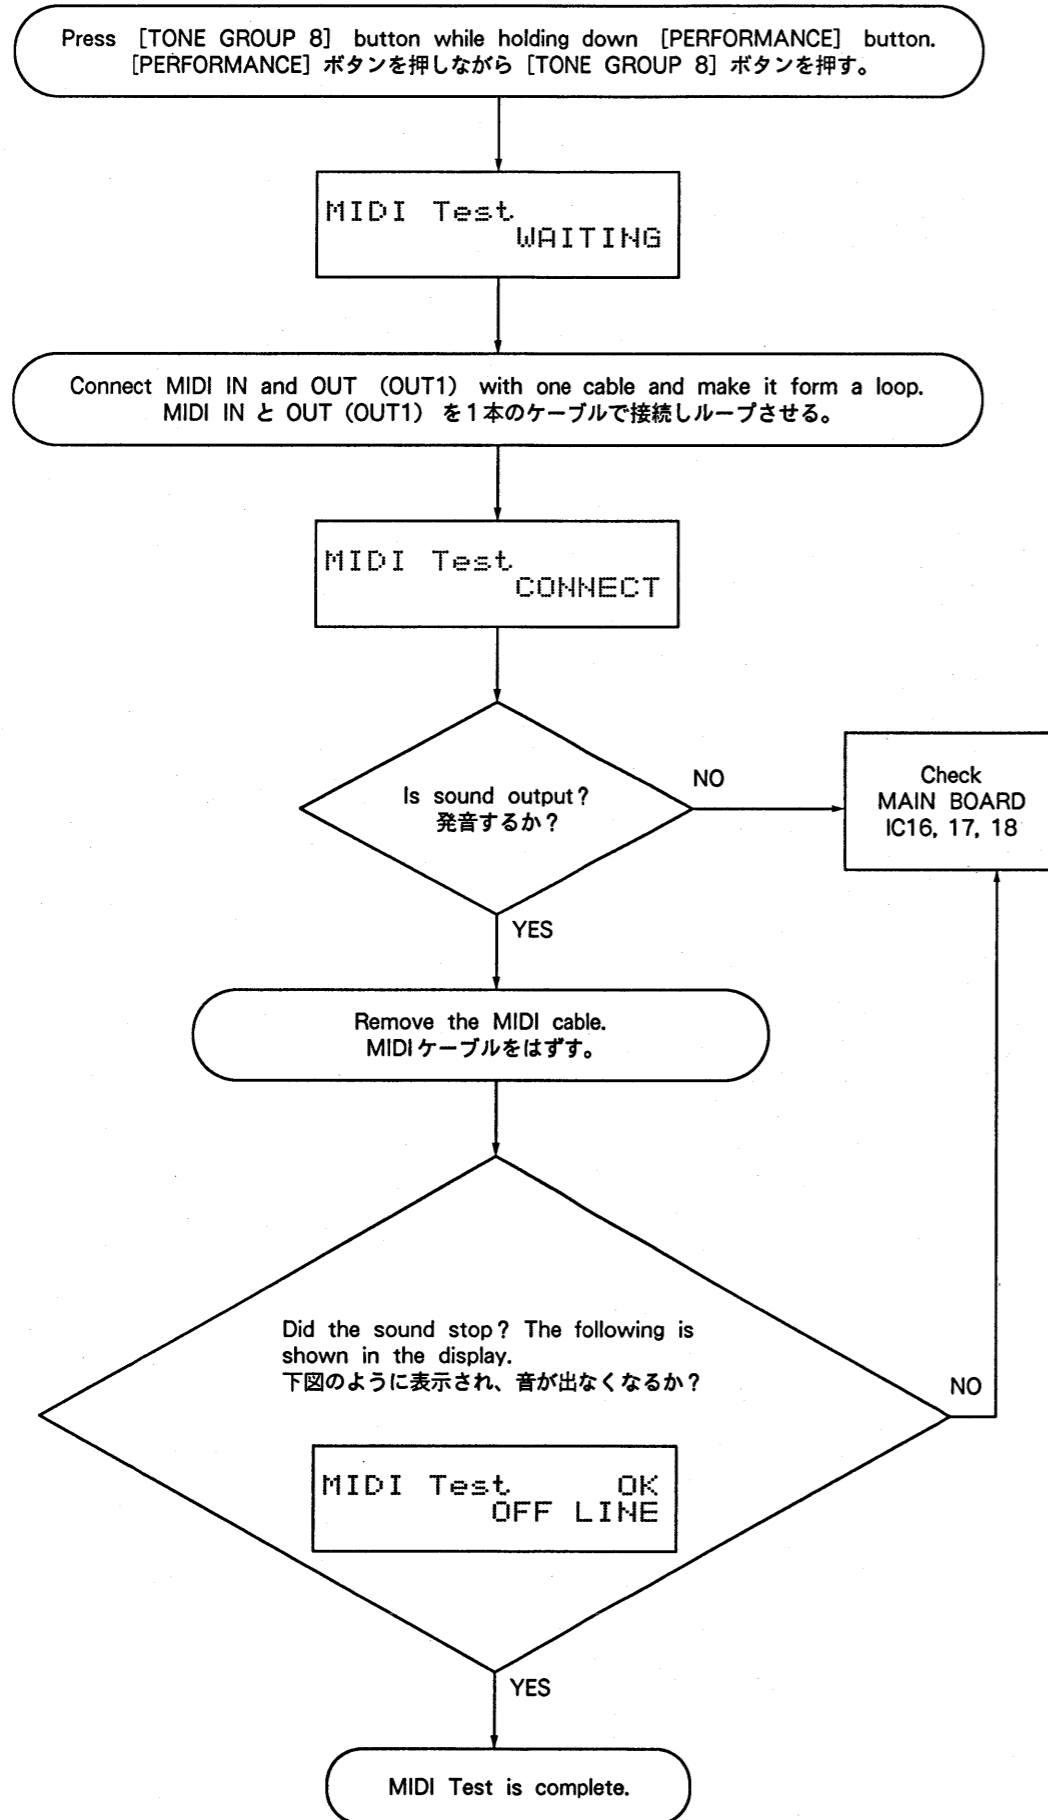 Press [TONE GROUP 8] button while holding down [PERFORMANCE] button.
[PERFORMANCE] ボタンを押しながら [TONE GROUP 8] ボタンを押す。
MIDI Test
WAITING
Connect MIDI IN and OUT (OUT1) with one cable and make it form a loop.
MIDI IN と OUT (OUT1) を1本のケーブルで接続しループさせる。
MIDI Test
CONNECT
Is sound output?
発音するか?
NO
Check
MAIN BOARD
IC16, 17, 18
YES
Remove the MIDI cable.
MIDIケーブルをはずす。
Did the sound stop? The following is
shown in the display.
下図のように表示され、音が出なくなるか?
NO
MIDI Test OK
OFF LINE
YES
MIDI Test is complete.